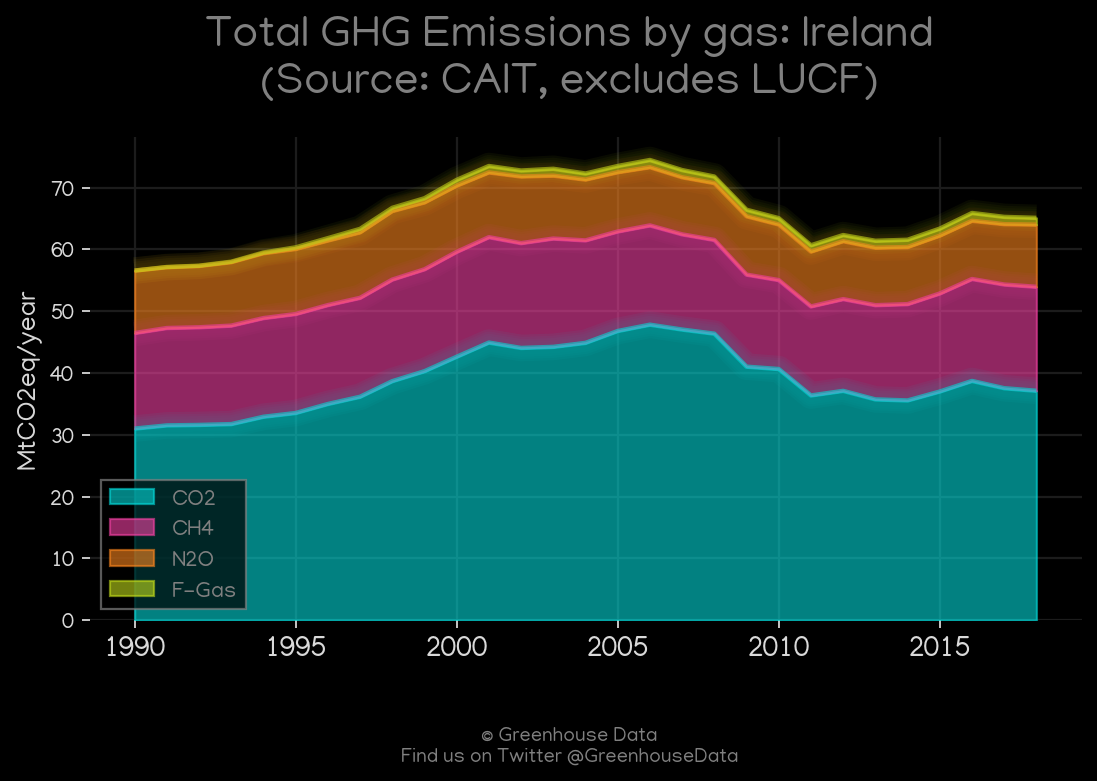 Total GHG Emissions by gas: Ireland
(Source: CAIT, excludes LUCF)
MtCO2eq/year
70
60
50
40
30
20
10
0
CO2
CH4
N2O
F-Gas
1990 1995 2000 2005 2010 2015
© Greenhouse Data
Find us on Twitter @GreenhouseData